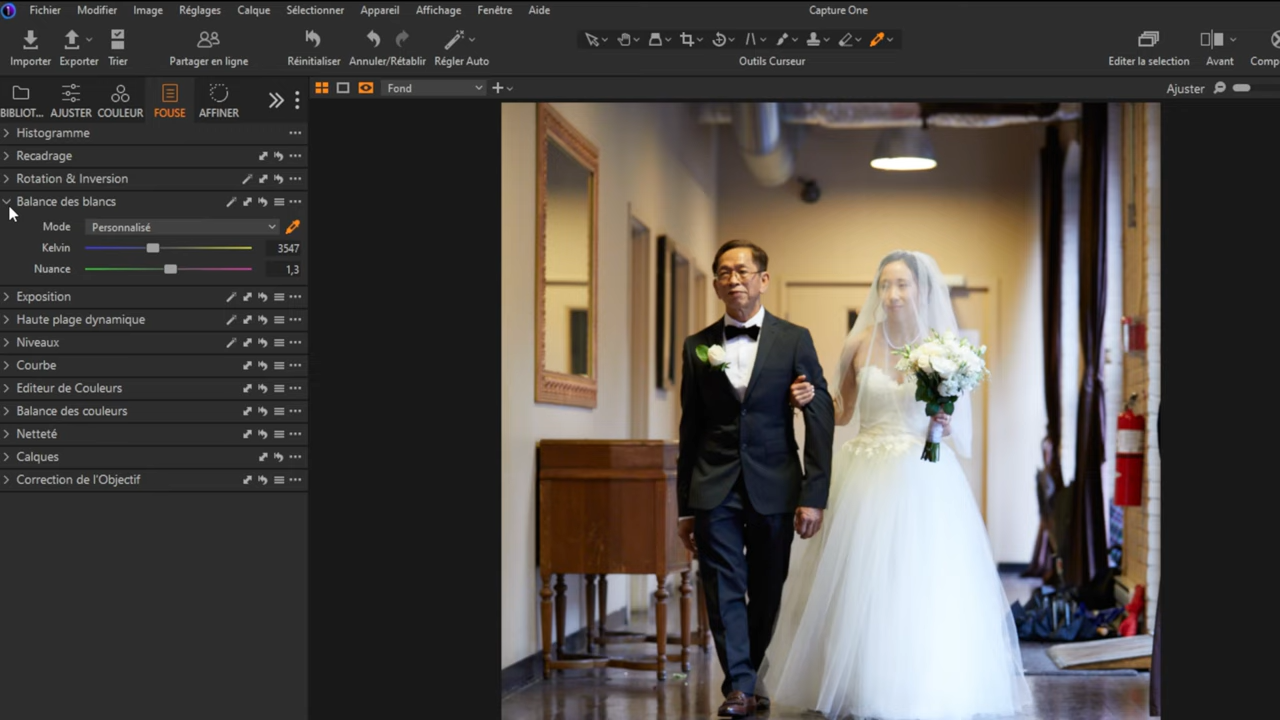 Fichier Modifier Image Réglages Calque Sélectionner Appareil Affichage Fenêtre Aide Capture One
Importer Exporter Trier Partager en ligne Réinitialiser Annuler/Rétablir Régler Auto Outils Curseur Editer la selection Avant Comp
BIBLIOT... AJUSTER COULEUR FOUSE AFFINER
Fond Ajuster
Histogramme
Recadrage
Rotation & Inversion
Balance des blancs
Mode Personnalisé
Kelvin 3547
Nuance 1,3
Exposition
Haute plage dynamique
Niveaux
Courbe
Editeur de Couleurs
Balance des couleurs
Netteté
Calques
Correction de l'Objectif